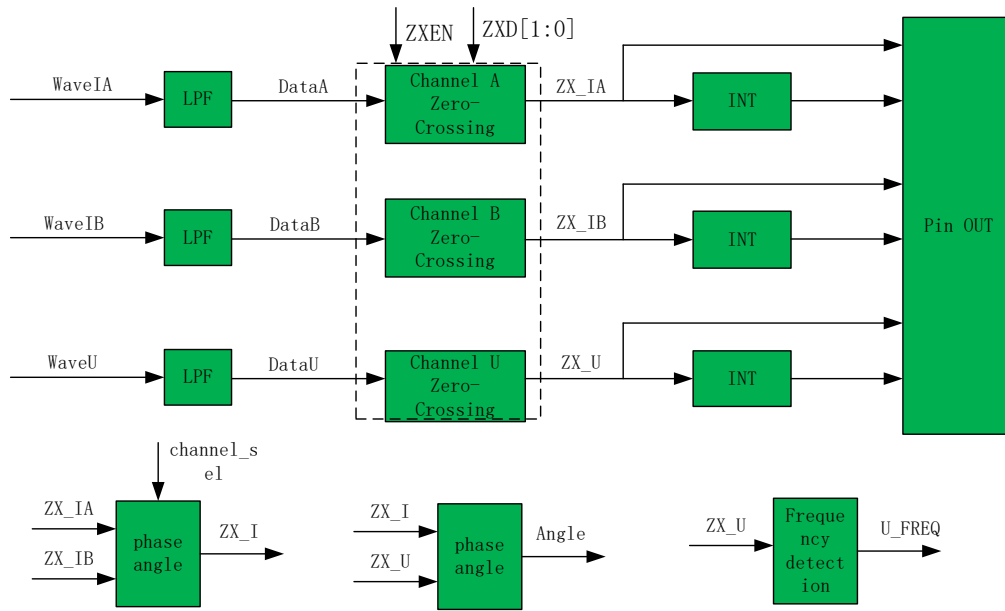 ZXEN
ZXD[1:0]
WaveIA
LPF
DataA
Channel A
Zero-
Crossing
ZX_IA
INT
WaveIB
LPF
DataB
Channel B
Zero-
Crossing
ZX_IB
INT
Pin OUT
WaveU
LPF
DataU
Channel U
Zero-
Crossing
ZX_U
INT
channel_s
el
ZX_IA
ZX_IB
phase
angle
ZX_I
ZX_I
ZX_U
phase
angle
Angle
ZX_U
Freque
ncy
detect
ion
U_FREQ